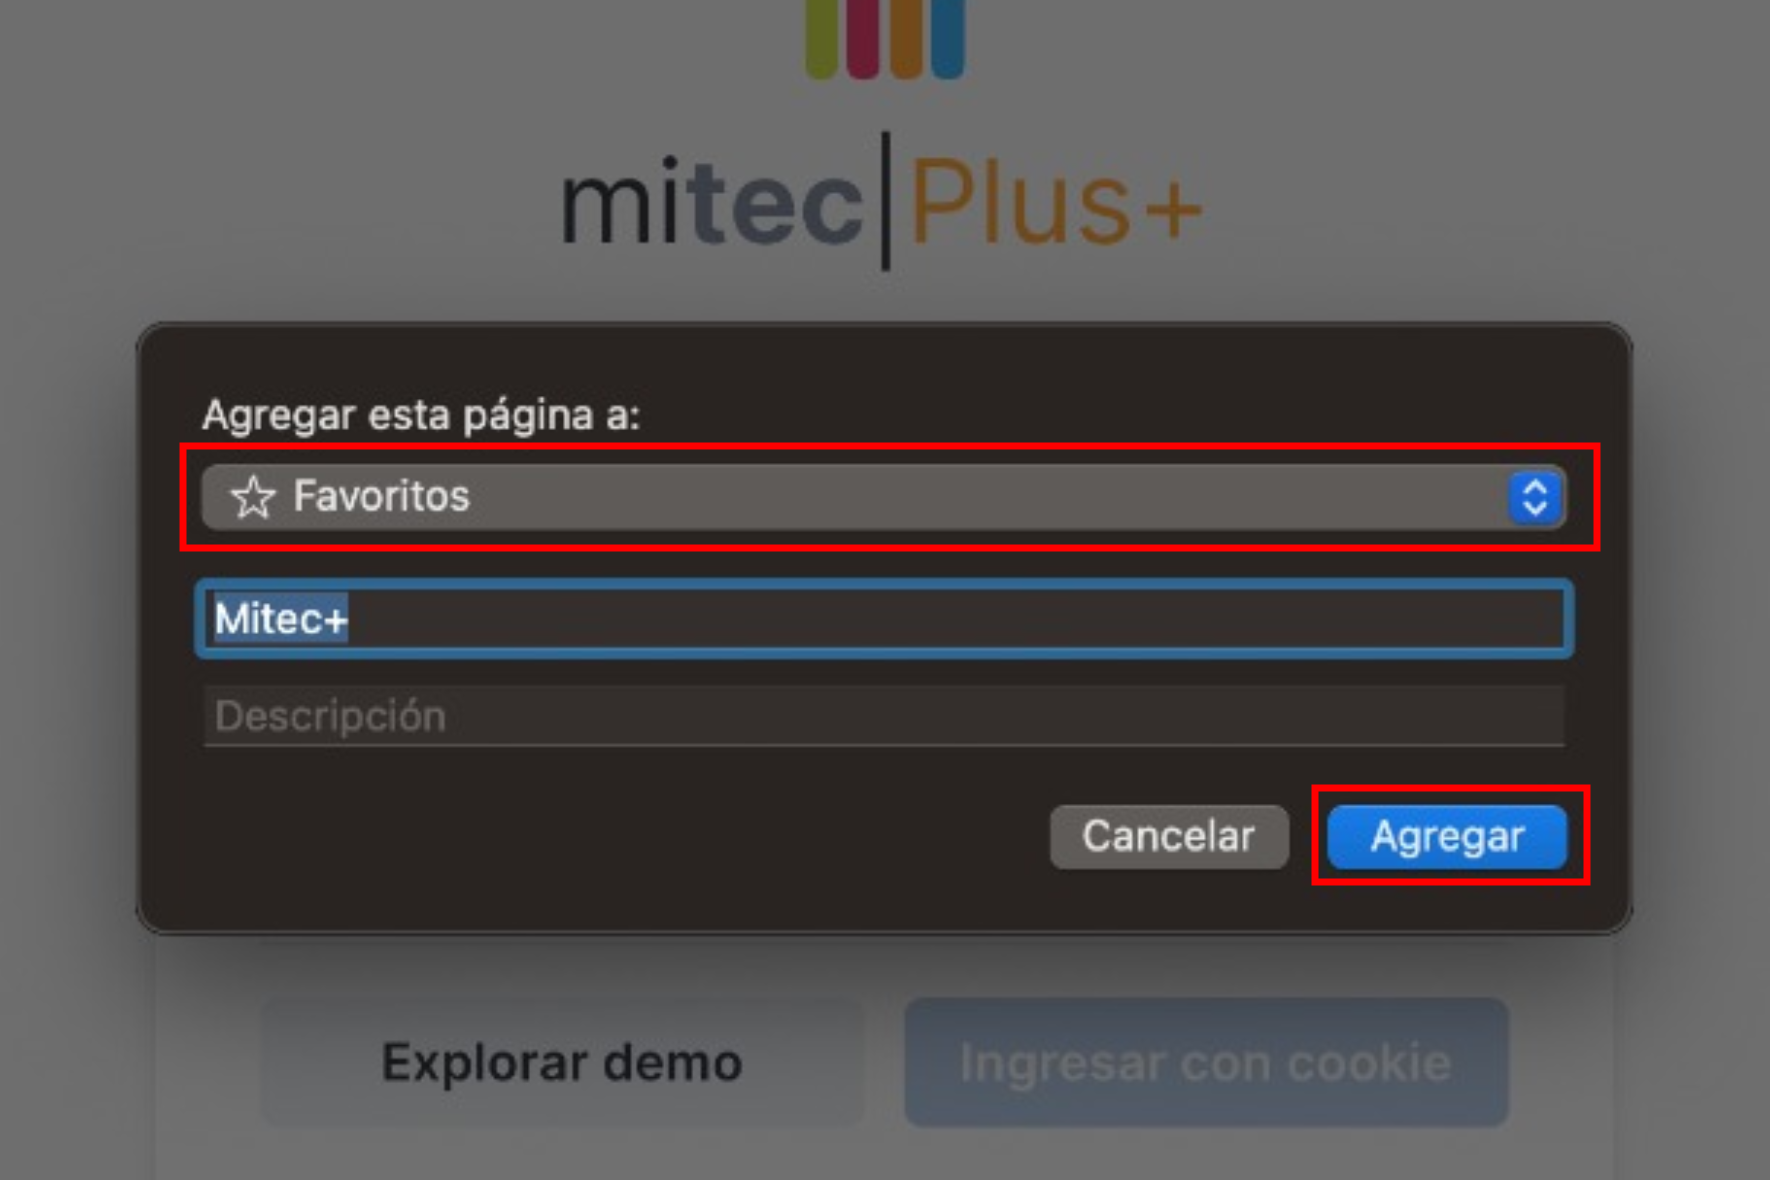 mitec|Plus+
Agregar esta página a:
Favoritos
Mitec+
Descripción
Cancelar Agregar
Explorar demo Ingresar con cookie